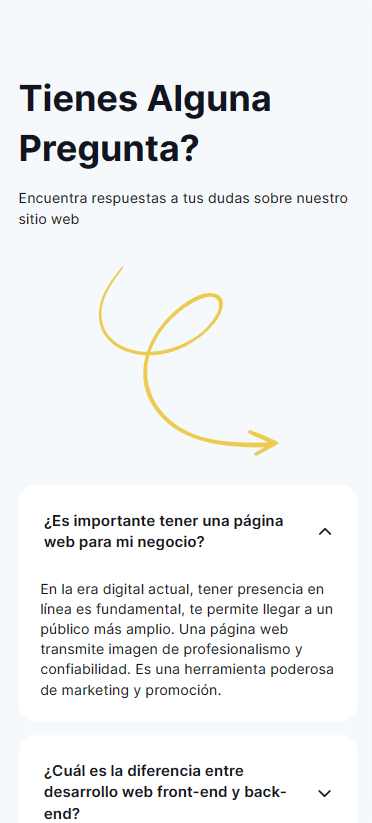 Tienes Alguna
Pregunta?
Encuentra respuestas a tus dudas sobre nuestro
sitio web
¿Es importante tener una página
web para mi negocio?
En la era digital actual, tener presencia en
línea es fundamental, te permite llegar a un
público más amplio. Una página web
transmite imagen de profesionalismo y
confiabilidad. Es una herramienta poderosa
de marketing y promoción.
¿Cuál es la diferencia entre
desarrollo web front-end y back-
end?